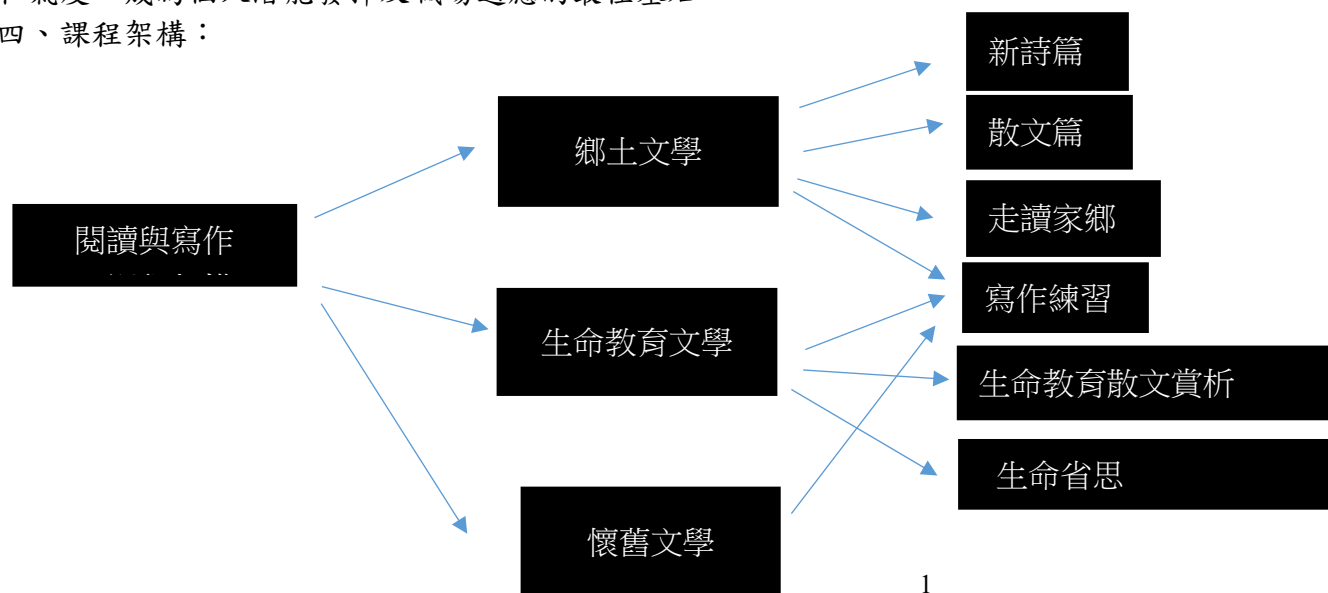 四、課程架構：
新詩篇
散文篇
鄉土文學
走讀家鄉
閱讀與寫作
寫作練習
生命教育文學
生命教育散文賞析
生命省思
懷舊文學
1